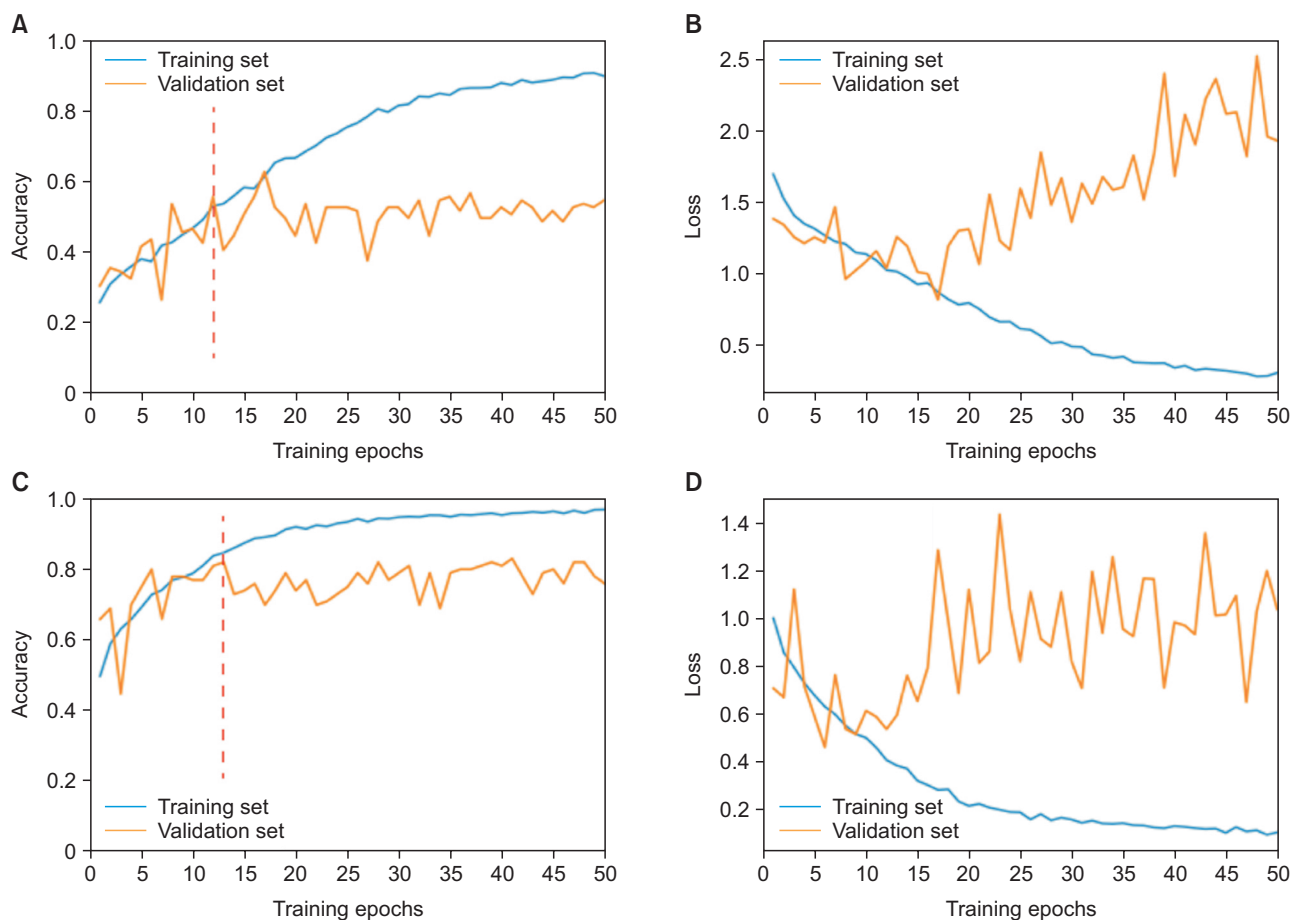 A
1.0
0.8
0.6
0.4
0.2
0
Accuracy
Training set
Validation set
0 5 10 15 20 25 30 35 40 45 50
Training epochs
B
2.5
2.0
1.5
1.0
0.5
Loss
Training set
Validation set
0 5 10 15 20 25 30 35 40 45 50
Training epochs
C
1.0
0.8
0.6
0.4
0.2
0
Accuracy
Training set
Validation set
0 5 10 15 20 25 30 35 40 45 50
Training epochs
D
1.4
1.2
1.0
0.8
0.6
0.4
0.2
Loss
Training set
Validation set
0 5 10 15 20 25 30 35 40 45 50
Training epochs